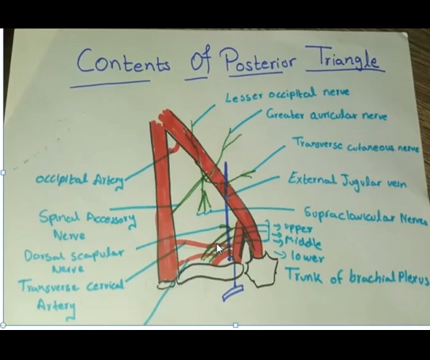 Contents Of Posterior Triangle
Lesser occipital nerve
Greater auricular nerve
Transverse cutaneous nerve
External Jugular vein
Supraclavicular Nerves
upper
Middle
lower
Trunk of brachial Plexus
occipital Artery
Spinal Accessory
Nerve
Dorsal scapular
Nerve
Transverse cervical
Artery